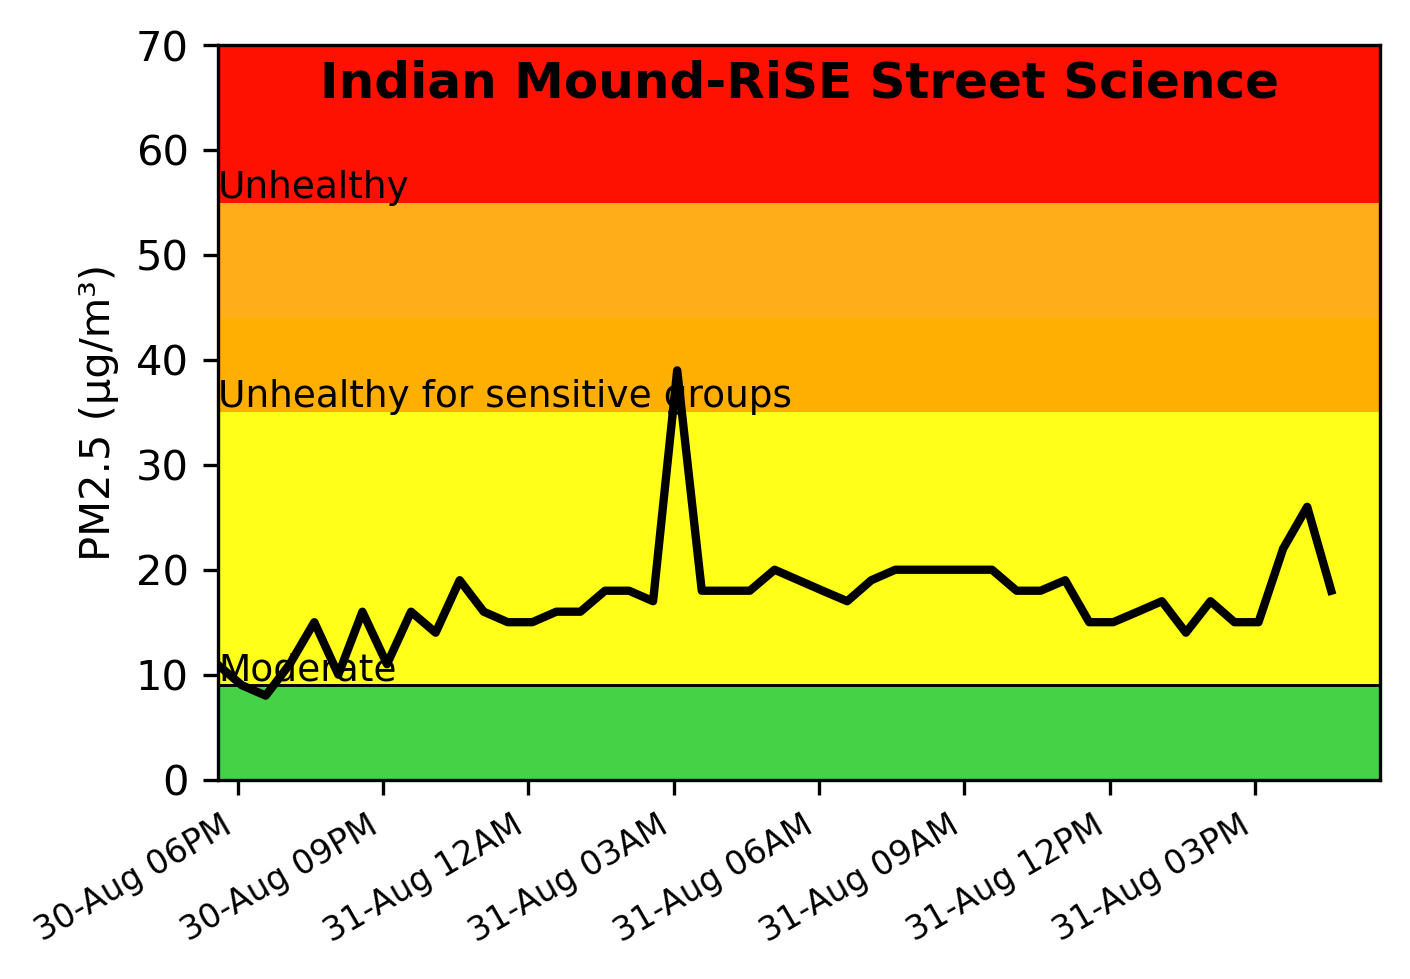 Indian Mound-RiSE Street Science
70
60
50
40
30
20
10
0
PM2.5 (µg/m³)
Unhealthy
Unhealthy for sensitive groups
Moderate
30-Aug 06PM
30-Aug 09PM
31-Aug 12AM
31-Aug 03AM
31-Aug 06AM
31-Aug 09AM
31-Aug 12PM
31-Aug 03PM